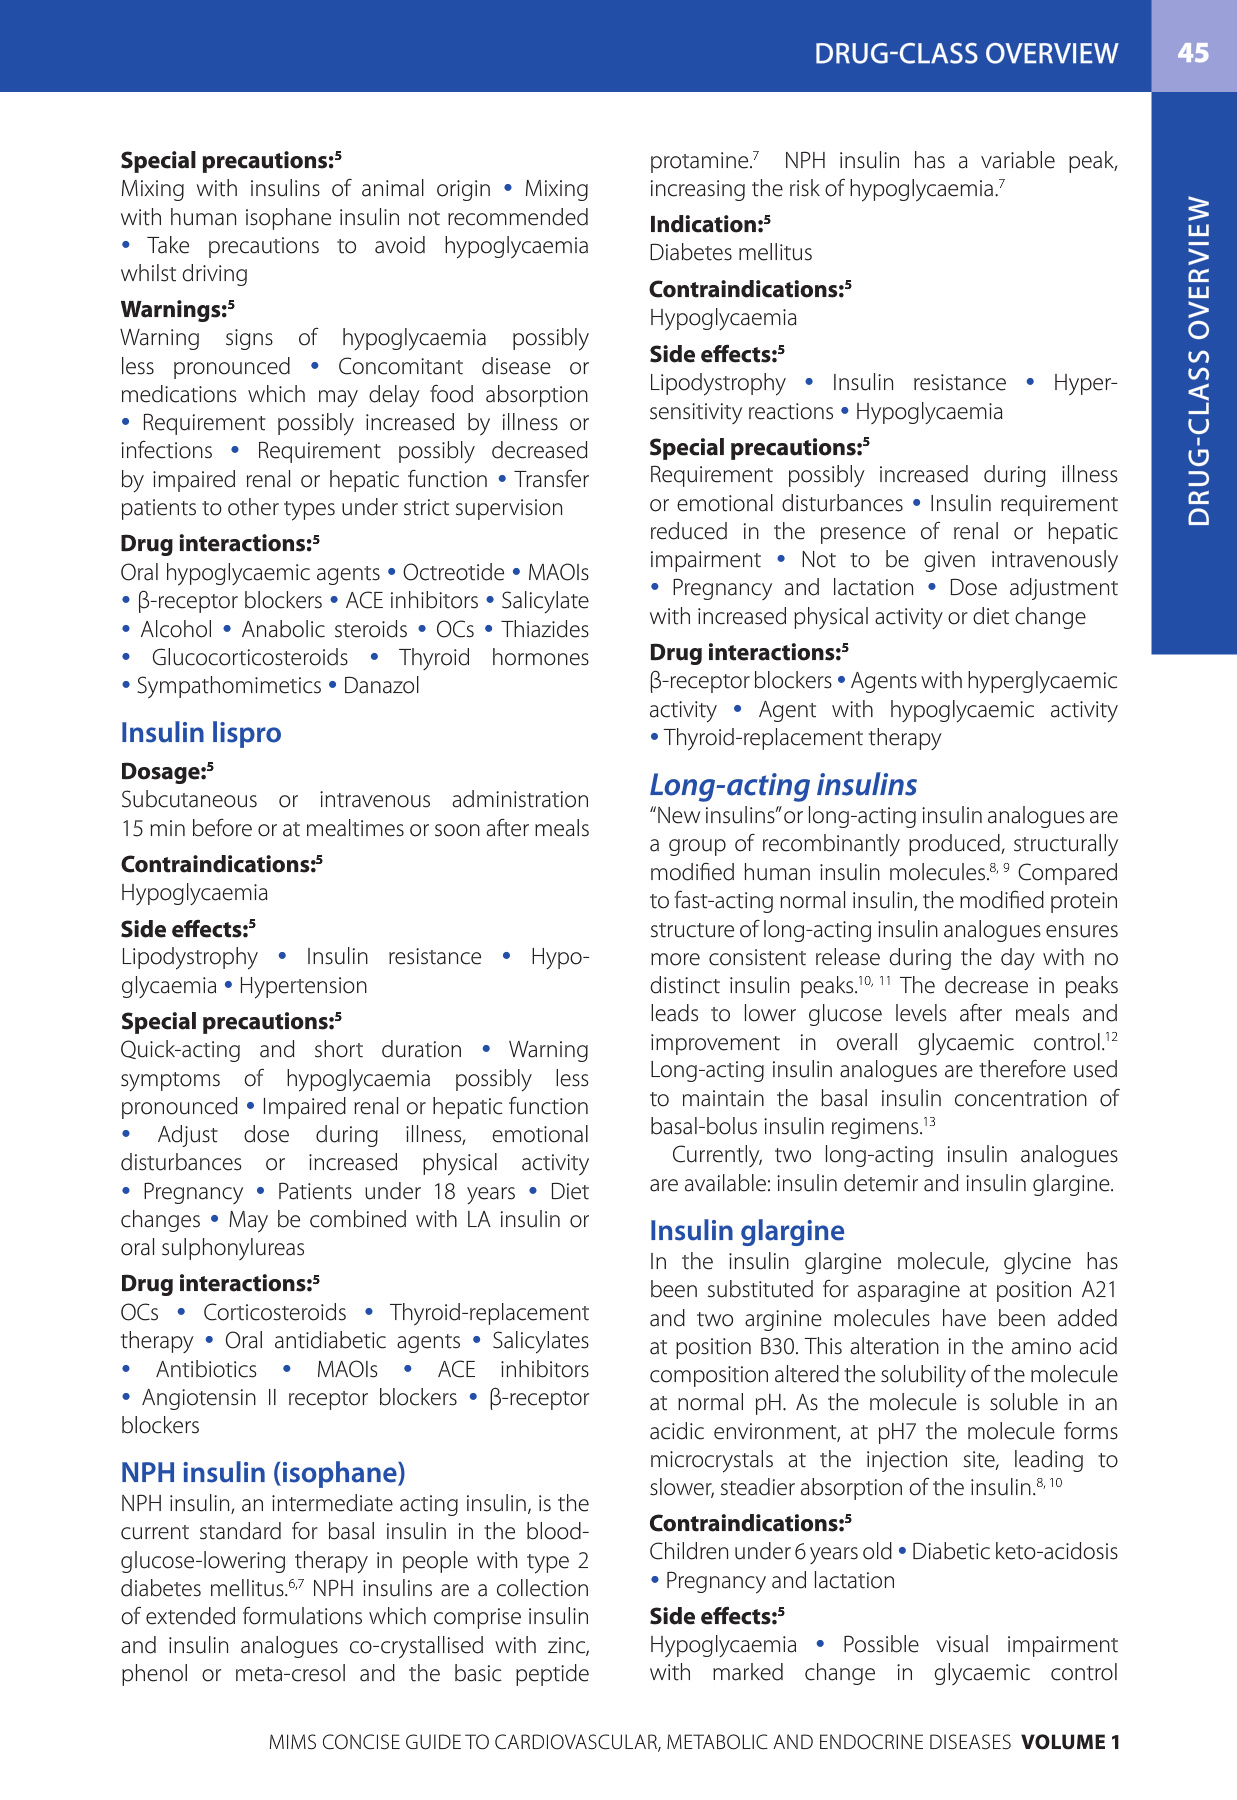 DRUG-CLASS OVERVIEW 45
Special precautions:5
Mixing with insulins of animal origin • Mixing
with human isophane insulin not recommended
• Take precautions to avoid hypoglycaemia
whilst driving
Warnings:5
Warning signs of hypoglycaemia possibly
less pronounced • Concomitant disease or
medications which may delay food absorption
• Requirement possibly increased by illness or
infections • Requirement possibly decreased
by impaired renal or hepatic function • Transfer
patients to other types under strict supervision
Drug interactions:5
Oral hypoglycaemic agents • Octreotide • MAOIs
• β-receptor blockers • ACE inhibitors • Salicylate
• Alcohol • Anabolic steroids • OCs • Thiazides
• Glucocorticosteroids • Thyroid hormones
• Sympathomimetics • Danazol
Insulin lispro
Dosage:5
Subcutaneous or intravenous administration
15 min before or at mealtimes or soon after meals
Contraindications:5
Hypoglycaemia
Side effects:5
Lipodystrophy • Insulin resistance • Hypo-
glycaemia • Hypertension
Special precautions:5
Quick-acting and short duration • Warning
symptoms of hypoglycaemia possibly less
pronounced • Impaired renal or hepatic function
• Adjust dose during illness, emotional
disturbances or increased physical activity
• Pregnancy • Patients under 18 years • Diet
changes • May be combined with LA insulin or
oral sulphonylureas
Drug interactions:5
OCs • Corticosteroids • Thyroid-replacement
therapy • Oral antidiabetic agents • Salicylates
• Antibiotics • MAOIs • ACE inhibitors
• Angiotensin II receptor blockers • β-receptor
blockers
NPH insulin (isophane)
NPH insulin, an intermediate acting insulin, is the
current standard for basal insulin in the blood-
glucose-lowering therapy in people with type 2
diabetes mellitus.6,7 NPH insulins are a collection
of extended formulations which comprise insulin
and insulin analogues co-crystallised with zinc,
phenol or meta-cresol and the basic peptide
protamine.7 NPH insulin has a variable peak,
increasing the risk of hypoglycaemia.7
Indication:5
Diabetes mellitus
Contraindications:5
Hypoglycaemia
Side effects:5
Lipodystrophy • Insulin resistance • Hyper-
sensitivity reactions • Hypoglycaemia
Special precautions:5
Requirement possibly increased during illness
or emotional disturbances • Insulin requirement
reduced in the presence of renal or hepatic
impairment • Not to be given intravenously
• Pregnancy and lactation • Dose adjustment
with increased physical activity or diet change
Drug interactions:5
β-receptor blockers • Agents with hyperglycaemic
activity • Agent with hypoglycaemic activity
• Thyroid-replacement therapy
Long-acting insulins
“New insulins” or long-acting insulin analogues are
a group of recombinantly produced, structurally
modified human insulin molecules.8, 9 Compared
to fast-acting normal insulin, the modified protein
structure of long-acting insulin analogues ensures
more consistent release during the day with no
distinct insulin peaks.10, 11 The decrease in peaks
leads to lower glucose levels after meals and
improvement in overall glycaemic control.12
Long-acting insulin analogues are therefore used
to maintain the basal insulin concentration of
basal-bolus insulin regimens.13
Currently, two long-acting insulin analogues
are available: insulin detemir and insulin glargine.
Insulin glargine
In the insulin glargine molecule, glycine has
been substituted for asparagine at position A21
and two arginine molecules have been added
at position B30. This alteration in the amino acid
composition altered the solubility of the molecule
at normal pH. As the molecule is soluble in an
acidic environment, at pH7 the molecule forms
microcrystals at the injection site, leading to
slower, steadier absorption of the insulin.8, 10
Contraindications:5
Children under 6 years old • Diabetic keto-acidosis
• Pregnancy and lactation
Side effects:5
Hypoglycaemia • Possible visual impairment
with marked change in glycaemic control
DRUG-CLASS OVERVIEW
MIMS CONCISE GUIDE TO CARDIOVASCULAR, METABOLIC AND ENDOCRINE DISEASES VOLUME 1